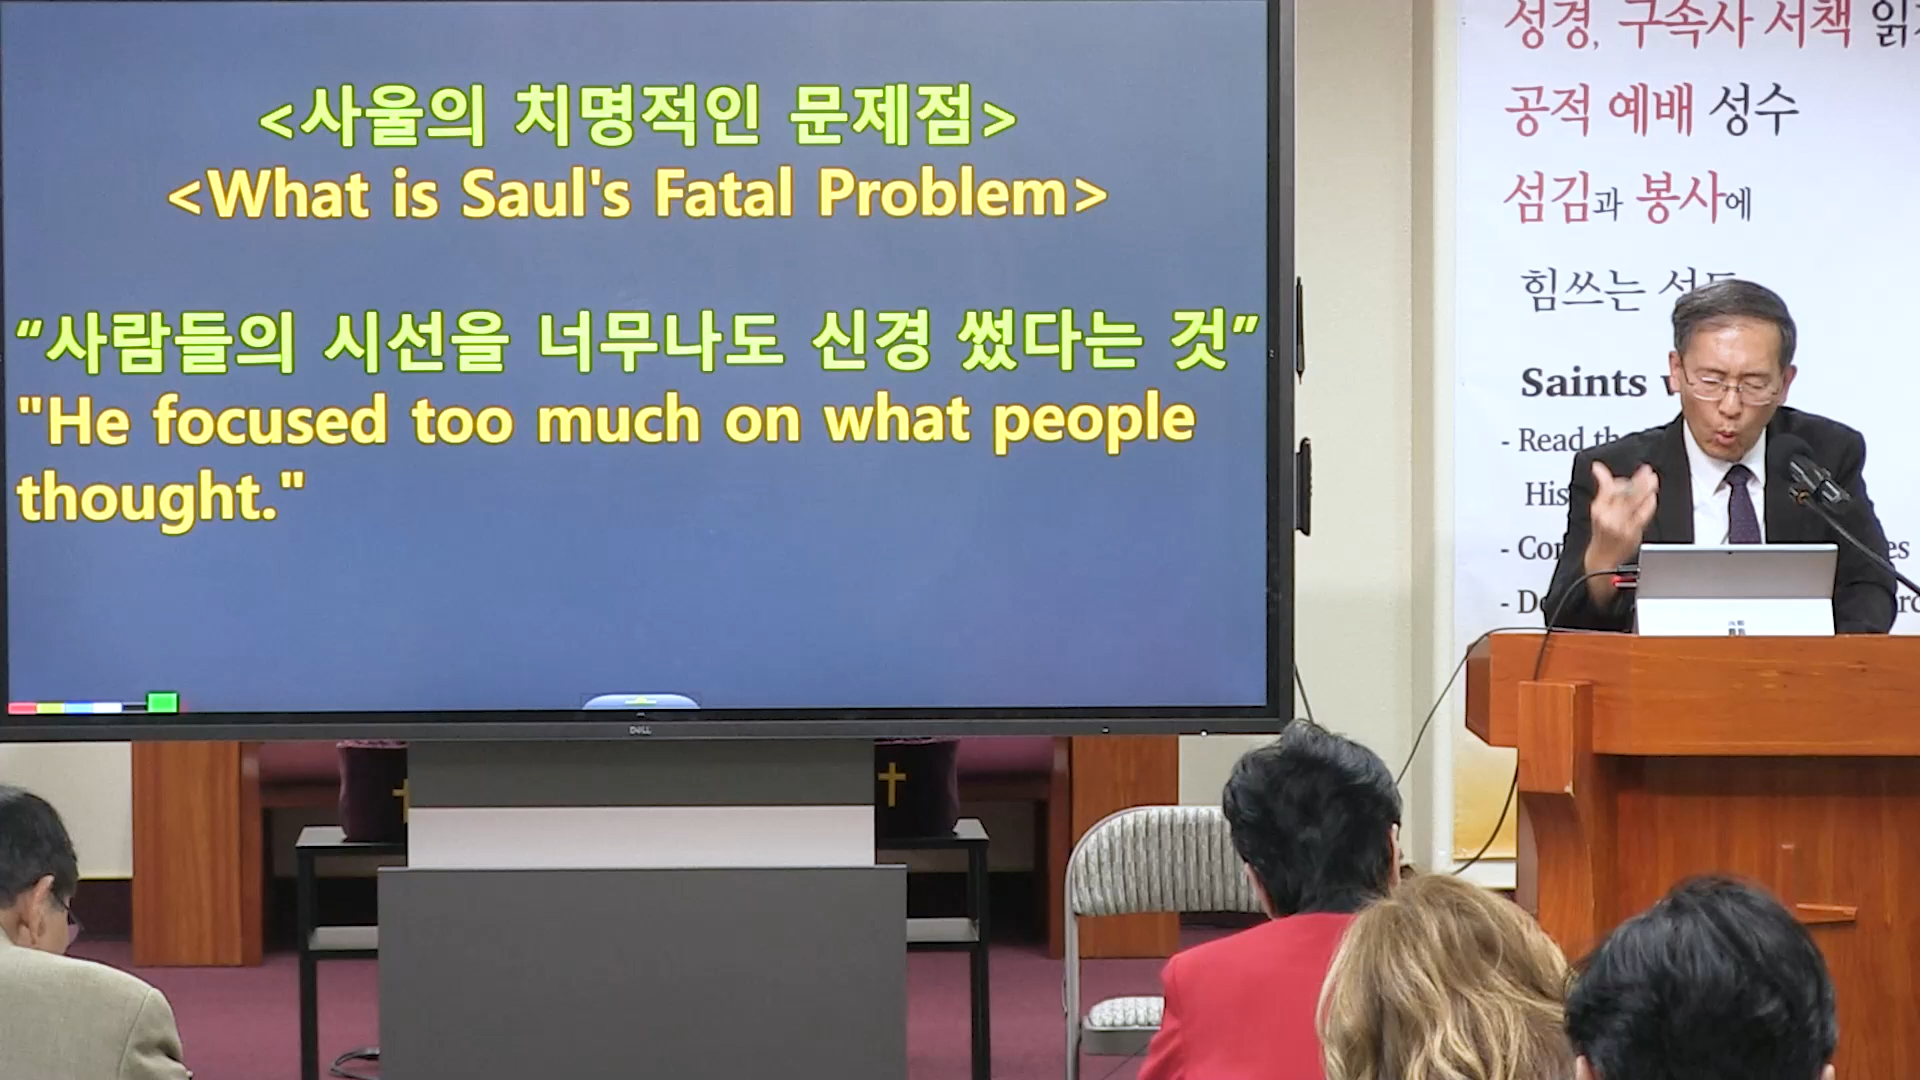 <사울의 치명적인 문제점>
<What is Saul's Fatal Problem>
“사람들의 시선을 너무나도 신경 썼다는 것”
"He focused too much on what people
thought."
DELL
성경, 구속사 서책
공적 예배 성수
섬김과 봉사에
힘쓰는
Saints
- Read
-
-